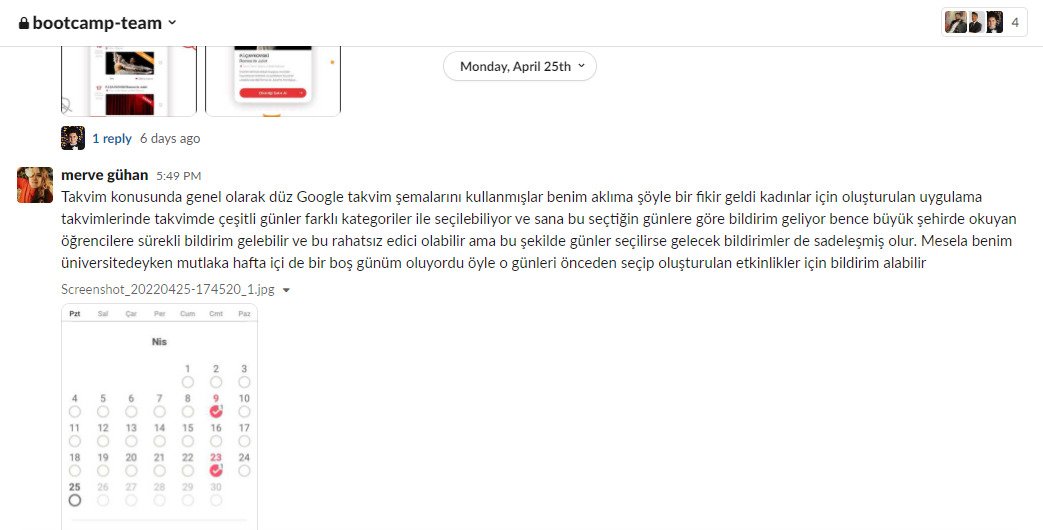 bootcamp-team
4
Monday, April 25th
1 reply 6 days ago
merve gühan 5:49 PM
Takvim konusunda genel olarak düz Google takvim şemalarını kullanmışlar benim aklıma şöyle bir fikir geldi kadınlar için oluşturulan uygulama
takvimlerinde takvimde çeşitli günler farklı kategoriler ile seçilebiliyor ve sana bu seçtiğin günlere göre bildirim geliyor bence büyük şehirde okuyan
öğrencilere sürekli bildirim gelebilir ve bu rahatsız edici olabilir ama bu şekilde günler seçilirse gelecek bildirimler de sadeleşmiş olur. Mesela benim
üniversitedeyken mutlaka hafta içi de bir boş günüm oluyordu öyle o günleri önceden seçip oluşturulan etkinlikler için bildirim alabilir
Screenshot_20220425-174520_1.jpg
Pzt Sal Çar Per Cum Cmt Paz
Nis
1 2 3
4 5 6 7 8 9 10
11 12 13 14 15 16 17
18 19 20 21 22 23 24
25 26 27 28 29 30